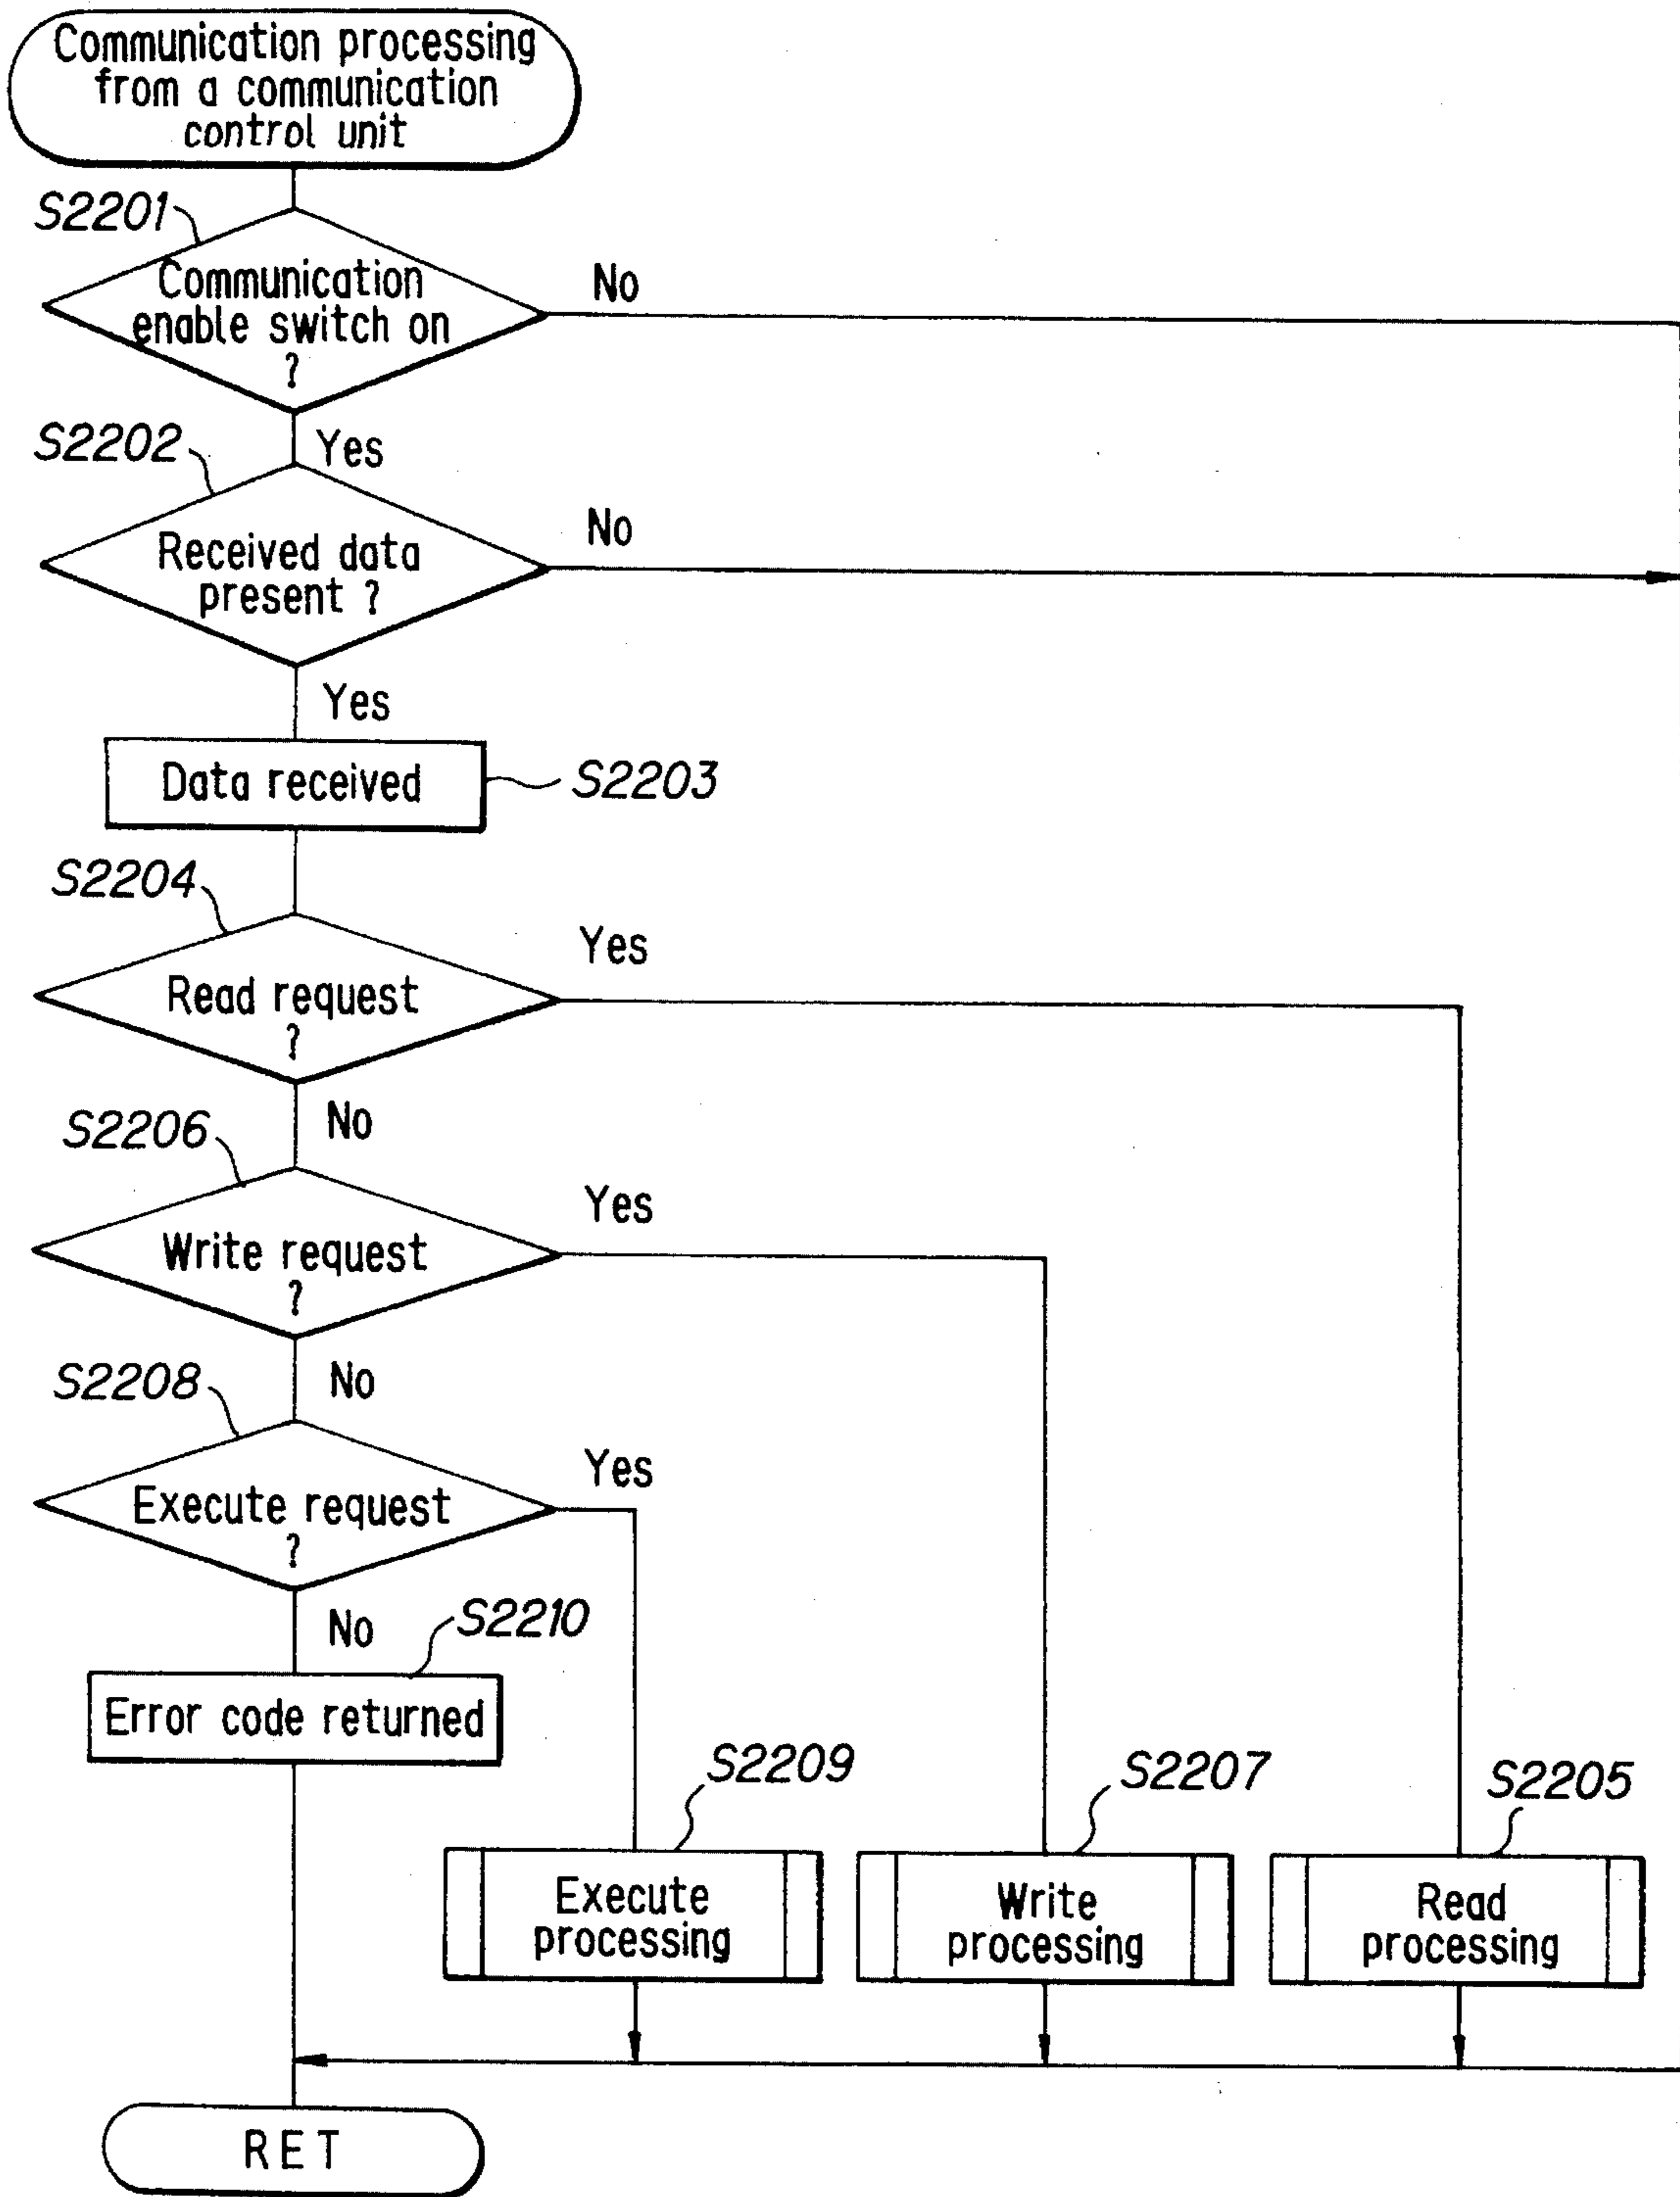 Communication processing
from a communication
control unit
S2201
Communication
enable switch on
?
No
S2202
Yes
Received data
present ?
No
Yes
Data received
S2203
S2204
Read request
?
Yes
No
S2206
Write request
?
Yes
No
S2208
Execute request
?
Yes
No
S2210
Error code returned
S2209
S2207
S2205
Execute
processing
Write
processing
Read
processing
RET